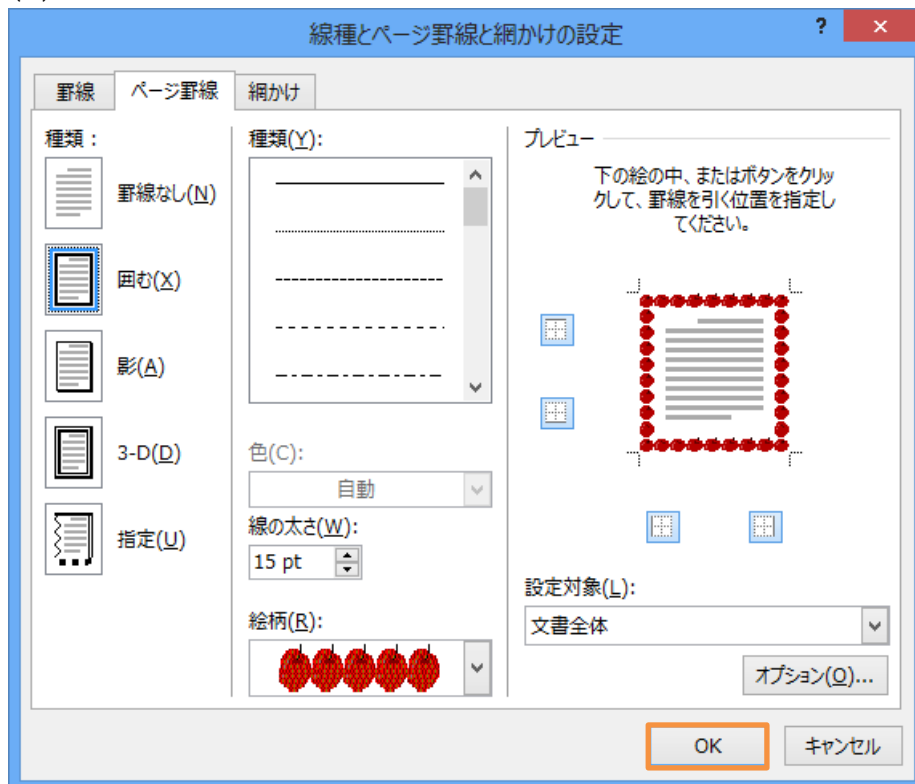 線種とページ罫線と網かけの設定
? ×
罫線 ページ罫線 網かけ
種類：
罫線なし(N)
囲む(X)
影(A)
3-D(D)
指定(U)
種類(Y):
色(C):
自動
線の太さ(W):
15 pt
絵柄(R):
プレビュー
下の絵の中、またはボタンをクリッ
クして、罫線を引く位置を指定し
てください。
設定対象(L):
文書全体
オプション(O)...
OK キャンセル